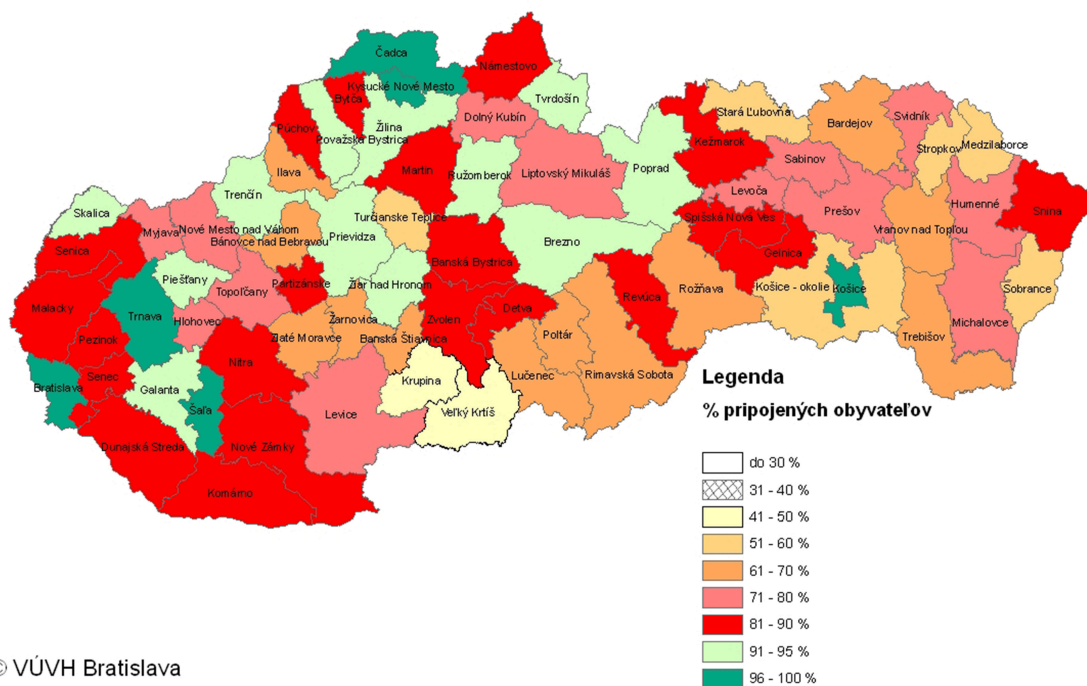 Čadca
Námestovo
Kysucké Nové Mesto
Bytča
Tvrdošín
Stará Ľubovňa
Bardejov
Svidník
Medzilaborce
Stropkov
Púchov
Žilina
Dolný Kubín
Považská Bystrica
Kežmarok
Sabinov
Ilava
Martin
Ružomberok
Liptovský Mikuláš
Poprad
Levoča
Prešov
Humenné
Snina
Trenčín
Skalica
Turčianske Teplice
Spišská Nová Ves
Vranov nad Topľou
Myjava
Nové Mesto nad Váhom
Bánovce nad Bebravou
Prievidza
Brezno
Senica
Banská Bystrica
Gelnica
Piešťany
Partizánske
Žiar nad Hronom
Košice - okolie
Košice
Sobrance
Topoľčany
Rožňava
Revúca
Malacky
Trnava
Hlohovec
Žarnovica
Zvolen
Detva
Michalovce
Pezinok
Zlaté Moravce
Banská Štiavnica
Poltár
Trebišov
Nitra
Senec
Bratislava
Galanta
Krupina
Lučenec
Rimavská Sobota
Šaľa
Levice
Veľký Krtíš
Dunajská Streda
Nové Zámky
Komárno
Legenda
% pripojených obyvateľov
do 30 %
31 - 40 %
41 - 50 %
51 - 60 %
61 - 70 %
71 - 80 %
81 - 90 %
91 - 95 %
96 - 100 %
© VÚVH Bratislava